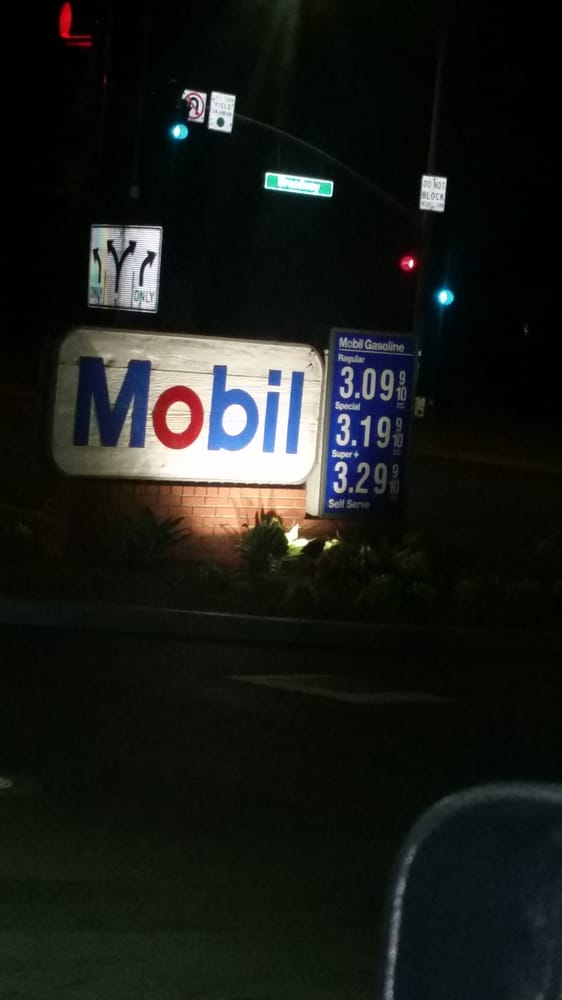 YIELD
DO NOT
BLOCK
ONLY
ONLY
Mobil
Mobil Gasoline
Regular
3.09 9/10
Special
3.19 9/10
Super+
3.29 9/10
Self Serve